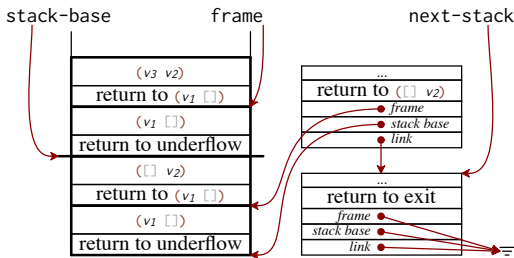 stack-base frame next-stack
(v3 v2)
return to (v1 [])
(v1 [])
return to underflow
([] v2)
return to (v1 [])
(v1 [])
return to underflow
...
return to ([] v2)
frame
stack base
link
...
return to exit
frame
stack base
link